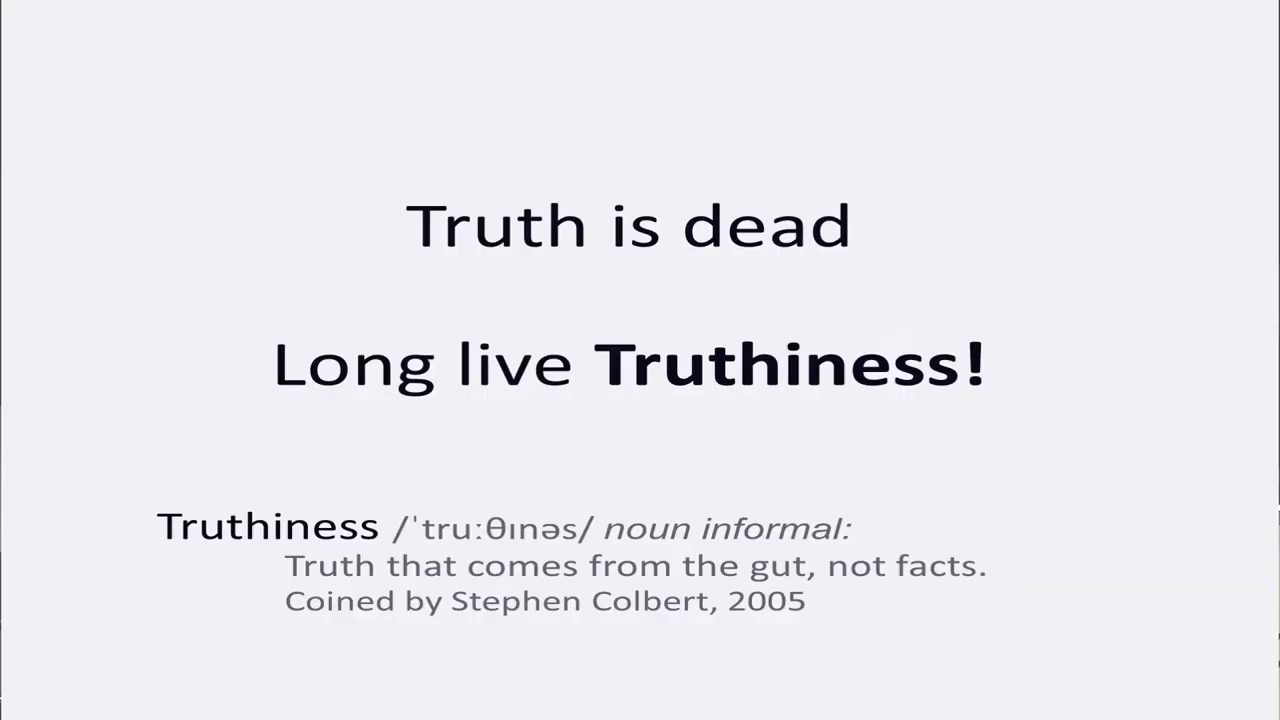 Truth is dead
Long live Truthiness!
Truthiness /ˈtruːθɪnəs/ noun informal:
Truth that comes from the gut, not facts.
Coined by Stephen Colbert, 2005